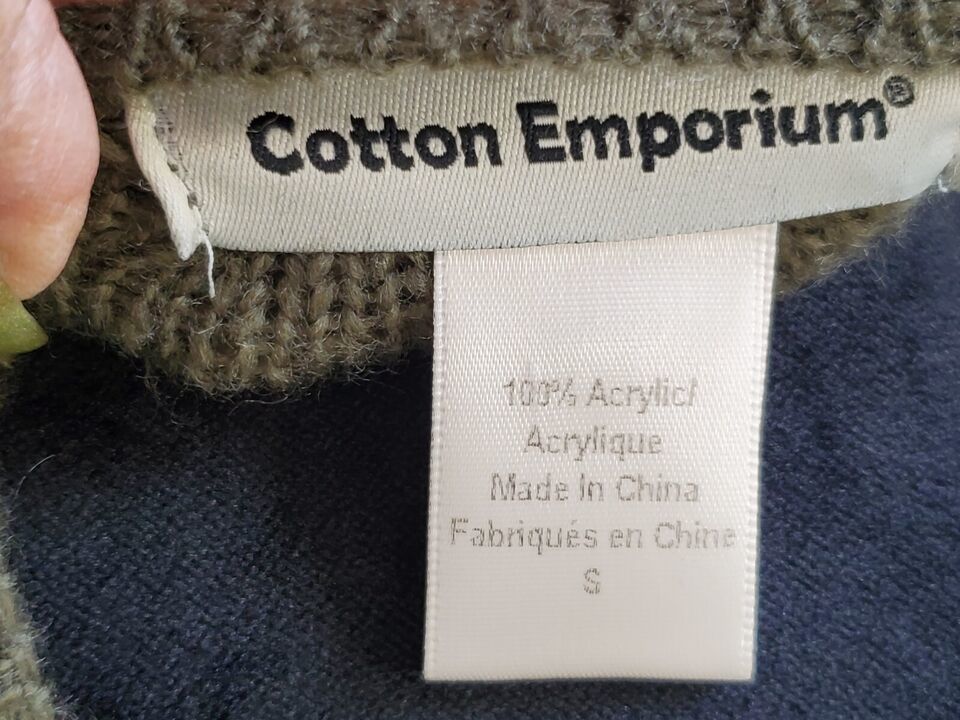 Cotton Emporium®
100% Acrylic/
Acrylique
Made In China
Fabriqués en Chine
S